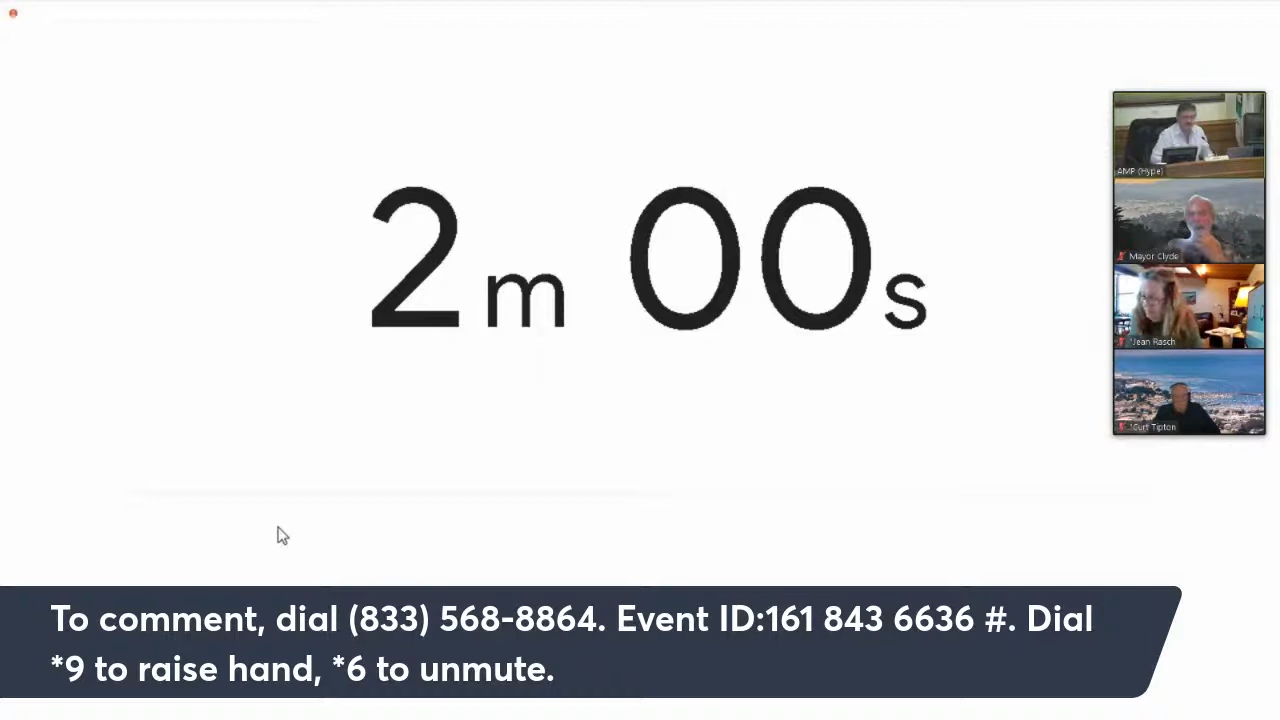 2m 00s
AMP (Hype)
Mayor Clyde
Jean Rasch
Curt Tipton
To comment, dial (833) 568-8864. Event ID:161 843 6636 #. Dial
*9 to raise hand, *6 to unmute.